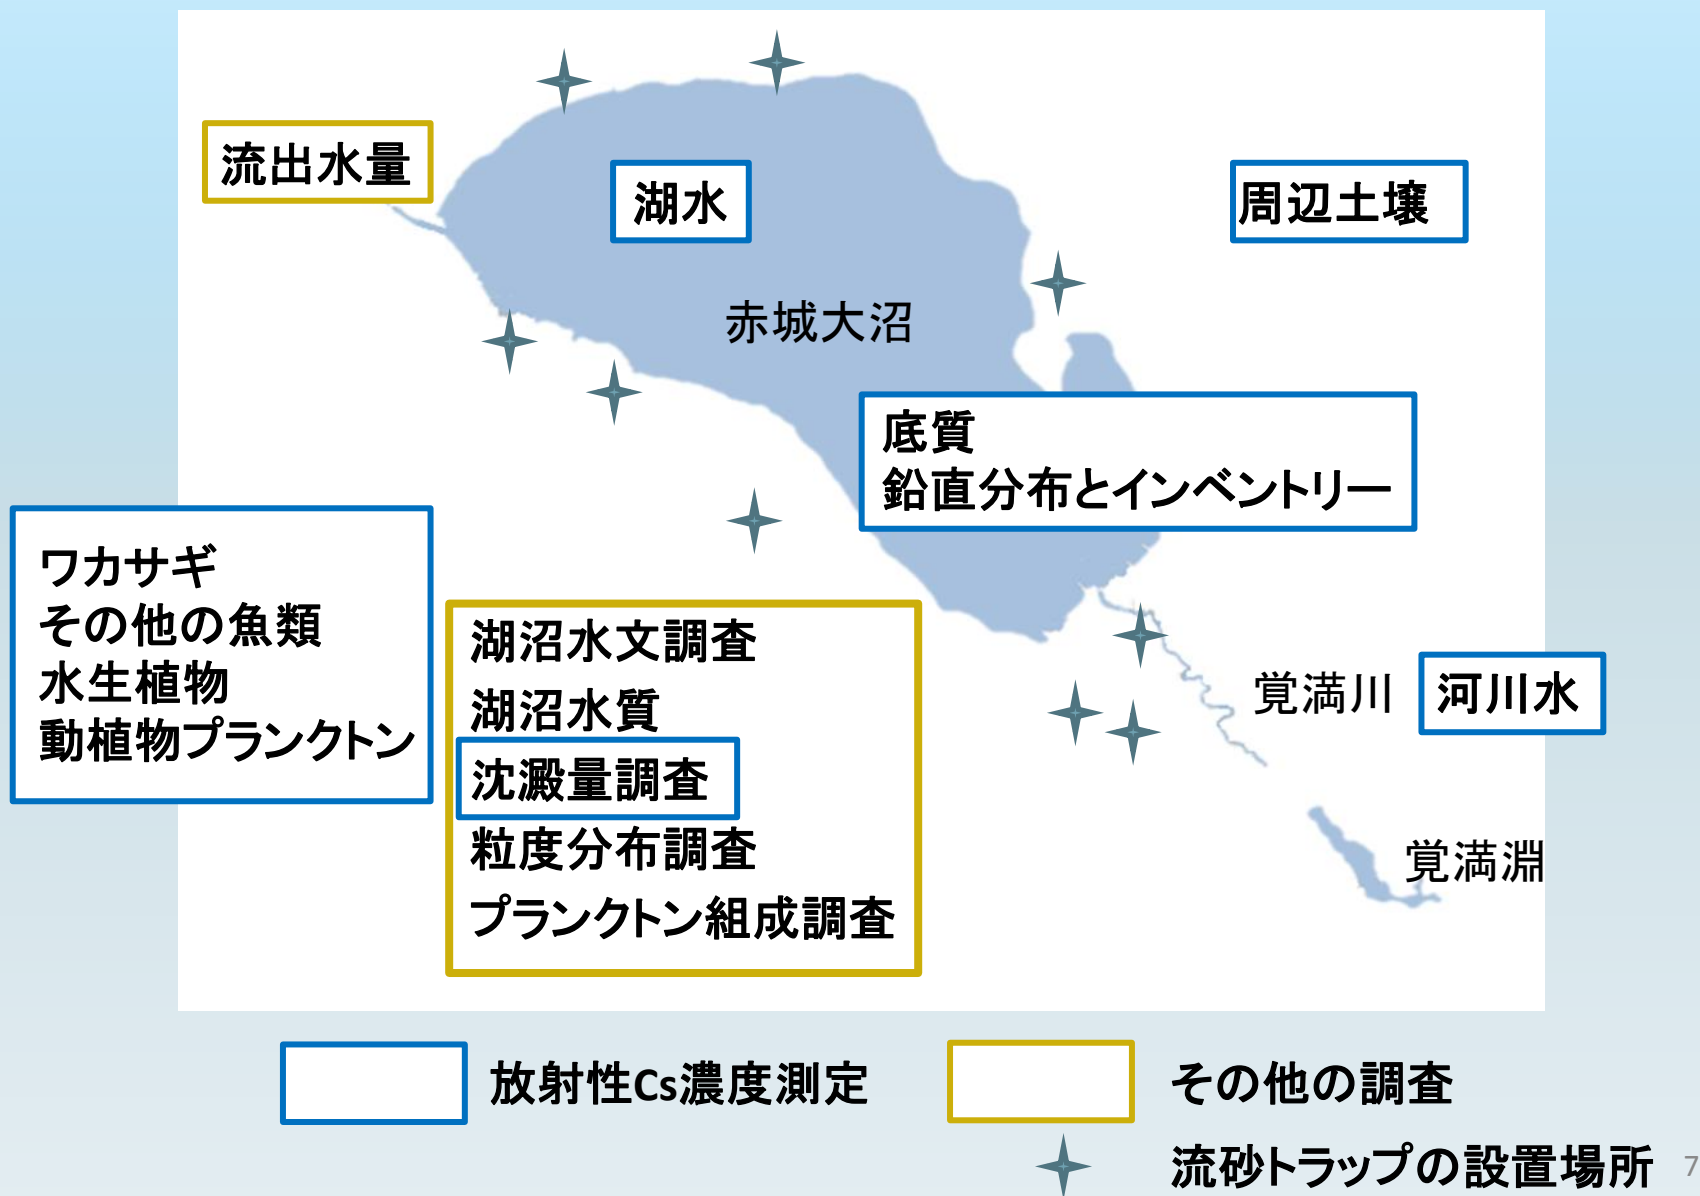 流出水量
湖水
周辺土壌
赤城大沼
底質
鉛直分布とインベントリー
ワカサギ
その他の魚類
水生植物
動植物プランクトン
湖沼水文調査
湖沼水質
沈澱量調査
粒度分布調査
プランクトン組成調査
覚満川
河川水
覚満淵
放射性Cs濃度測定
その他の調査
流砂トラップの設置場所
7